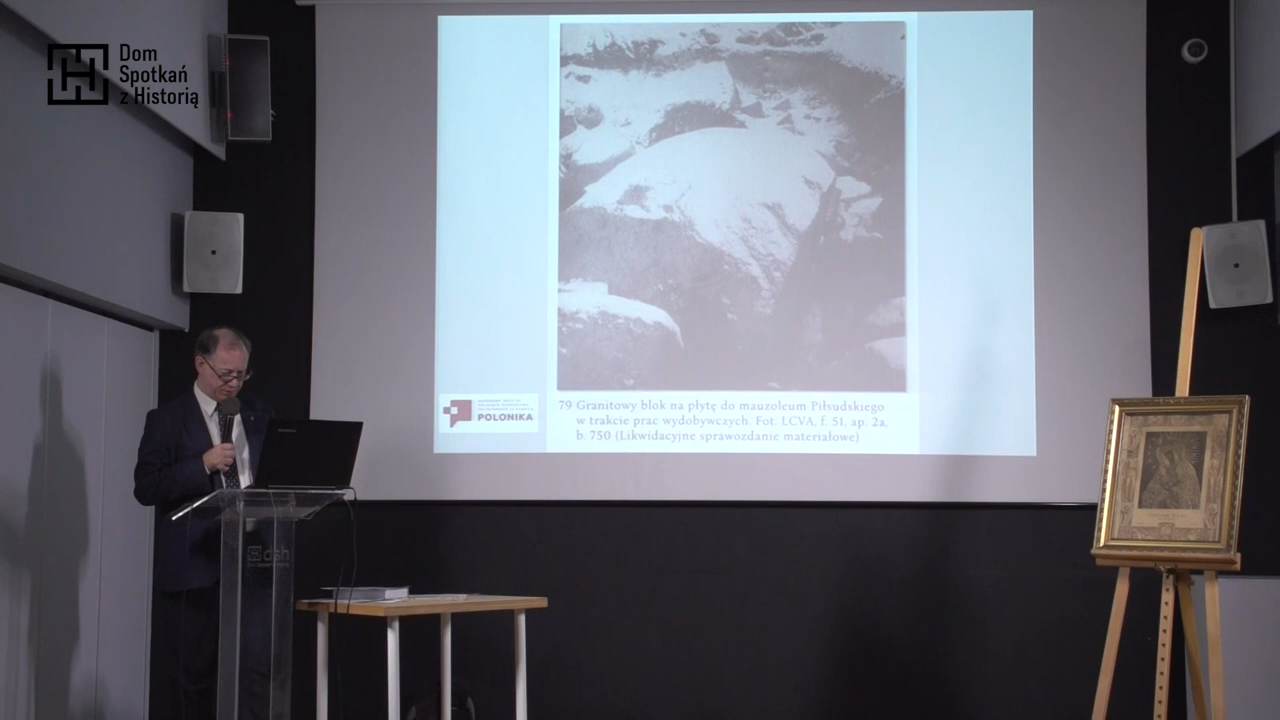 Dom
Spotkań
z Historią
POLONIKA
79 Granitowy blok na płytę do mauzoleum Piłsudskiego
w trakcie prac wydobywczych. Fot. LCVA, f. 51, ap. 2a,
b. 750 (Likwidacyjne sprawozdanie materiałowe)
dsh